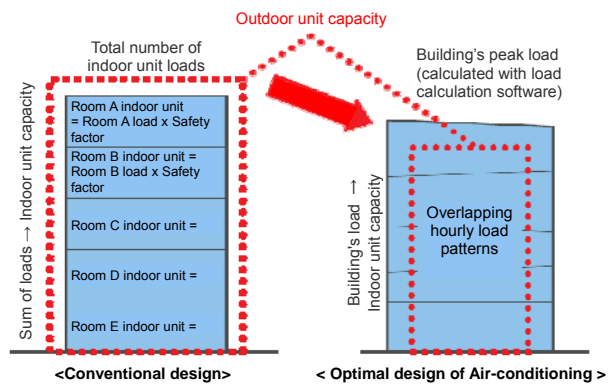 Outdoor unit capacity
Total number of
indoor unit loads
Sum of loads → Indoor unit capacity
Room A indoor unit
= Room A load x Safety
factor
Room B indoor unit =
Room B load x Safety
factor
Room C indoor unit =
Room D indoor unit =
Room E indoor unit =
<Conventional design>
Building's peak load
(calculated with load
calculation software)
Building's load →
Indoor unit capacity
Overlapping
hourly load
patterns
< Optimal design of Air-conditioning >